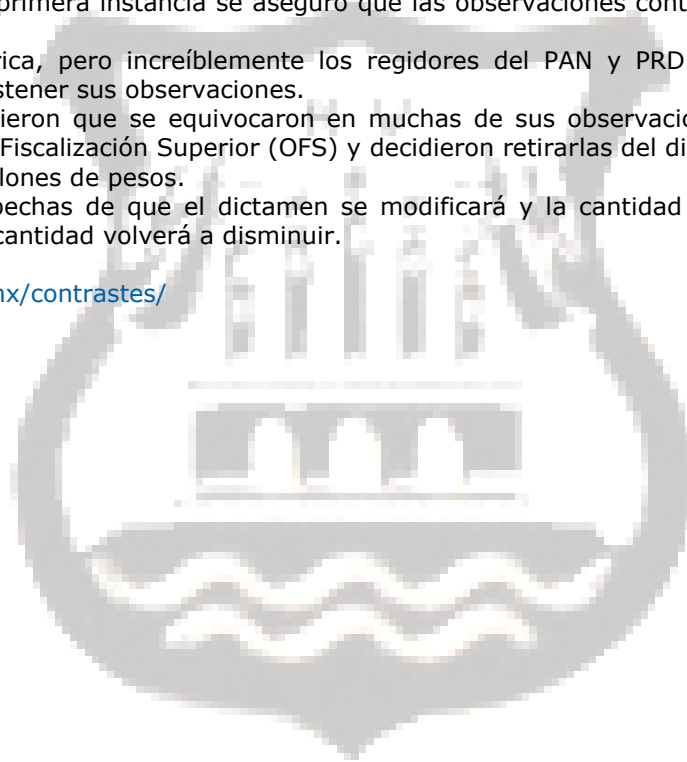 primera instancia se aseguró que las observaciones cont
rica, pero increíblemente los regidores del PAN y PRD
stener sus observaciones.
ieron que se equivocaron en muchas de sus observacio
Fiscalización Superior (OFS) y decidieron retirarlas del di
lones de pesos.
pechas de que el dictamen se modificará y la cantidad
cantidad volverá a disminuir.
nx/contrastes/